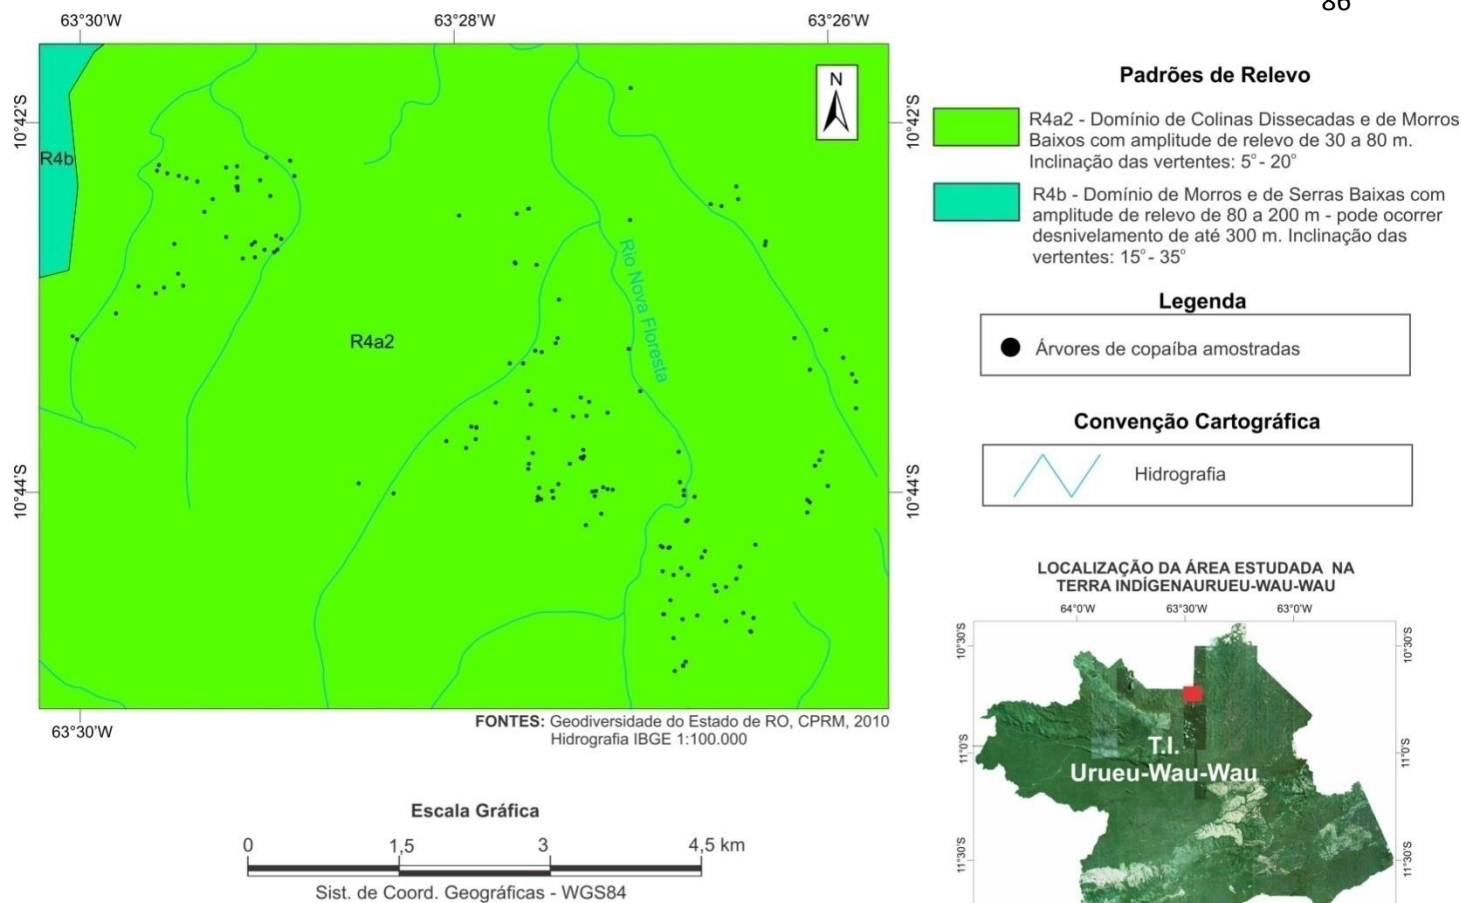 86
63°30'W
63°28'W
63°26'W
10°42'S
10°42'S
N
R4b
R4a2
Rio Nova Floresta
10°44'S
10°44'S
63°30'W
FONTES: Geodiversidade do Estado de RO, CPRM, 2010
Hidrografia IBGE 1:100.000
Escala Gráfica
0 1,5 3 4,5 km
Sist. de Coord. Geográficas - WGS84
Padrões de Relevo
R4a2 - Domínio de Colinas Dissecadas e de Morros
Baixos com amplitude de relevo de 30 a 80 m.
Inclinação das vertentes: 5°- 20°
R4b - Domínio de Morros e de Serras Baixas com
amplitude de relevo de 80 a 200 m - pode ocorrer
desnivelamento de até 300 m. Inclinação das
vertentes: 15°- 35°
Legenda
Árvores de copaíba amostradas
Convenção Cartográfica
Hidrografia
LOCALIZAÇÃO DA ÁREA ESTUDADA NA
TERRA INDÍGENAURUEU-WAU-WAU
64°0'W
63°30'W
63°0'W
10°30'S
10°30'S
11°0'S
11°0'S
T.I.
Urueu-Wau-Wau
11°30'S
11°30'S